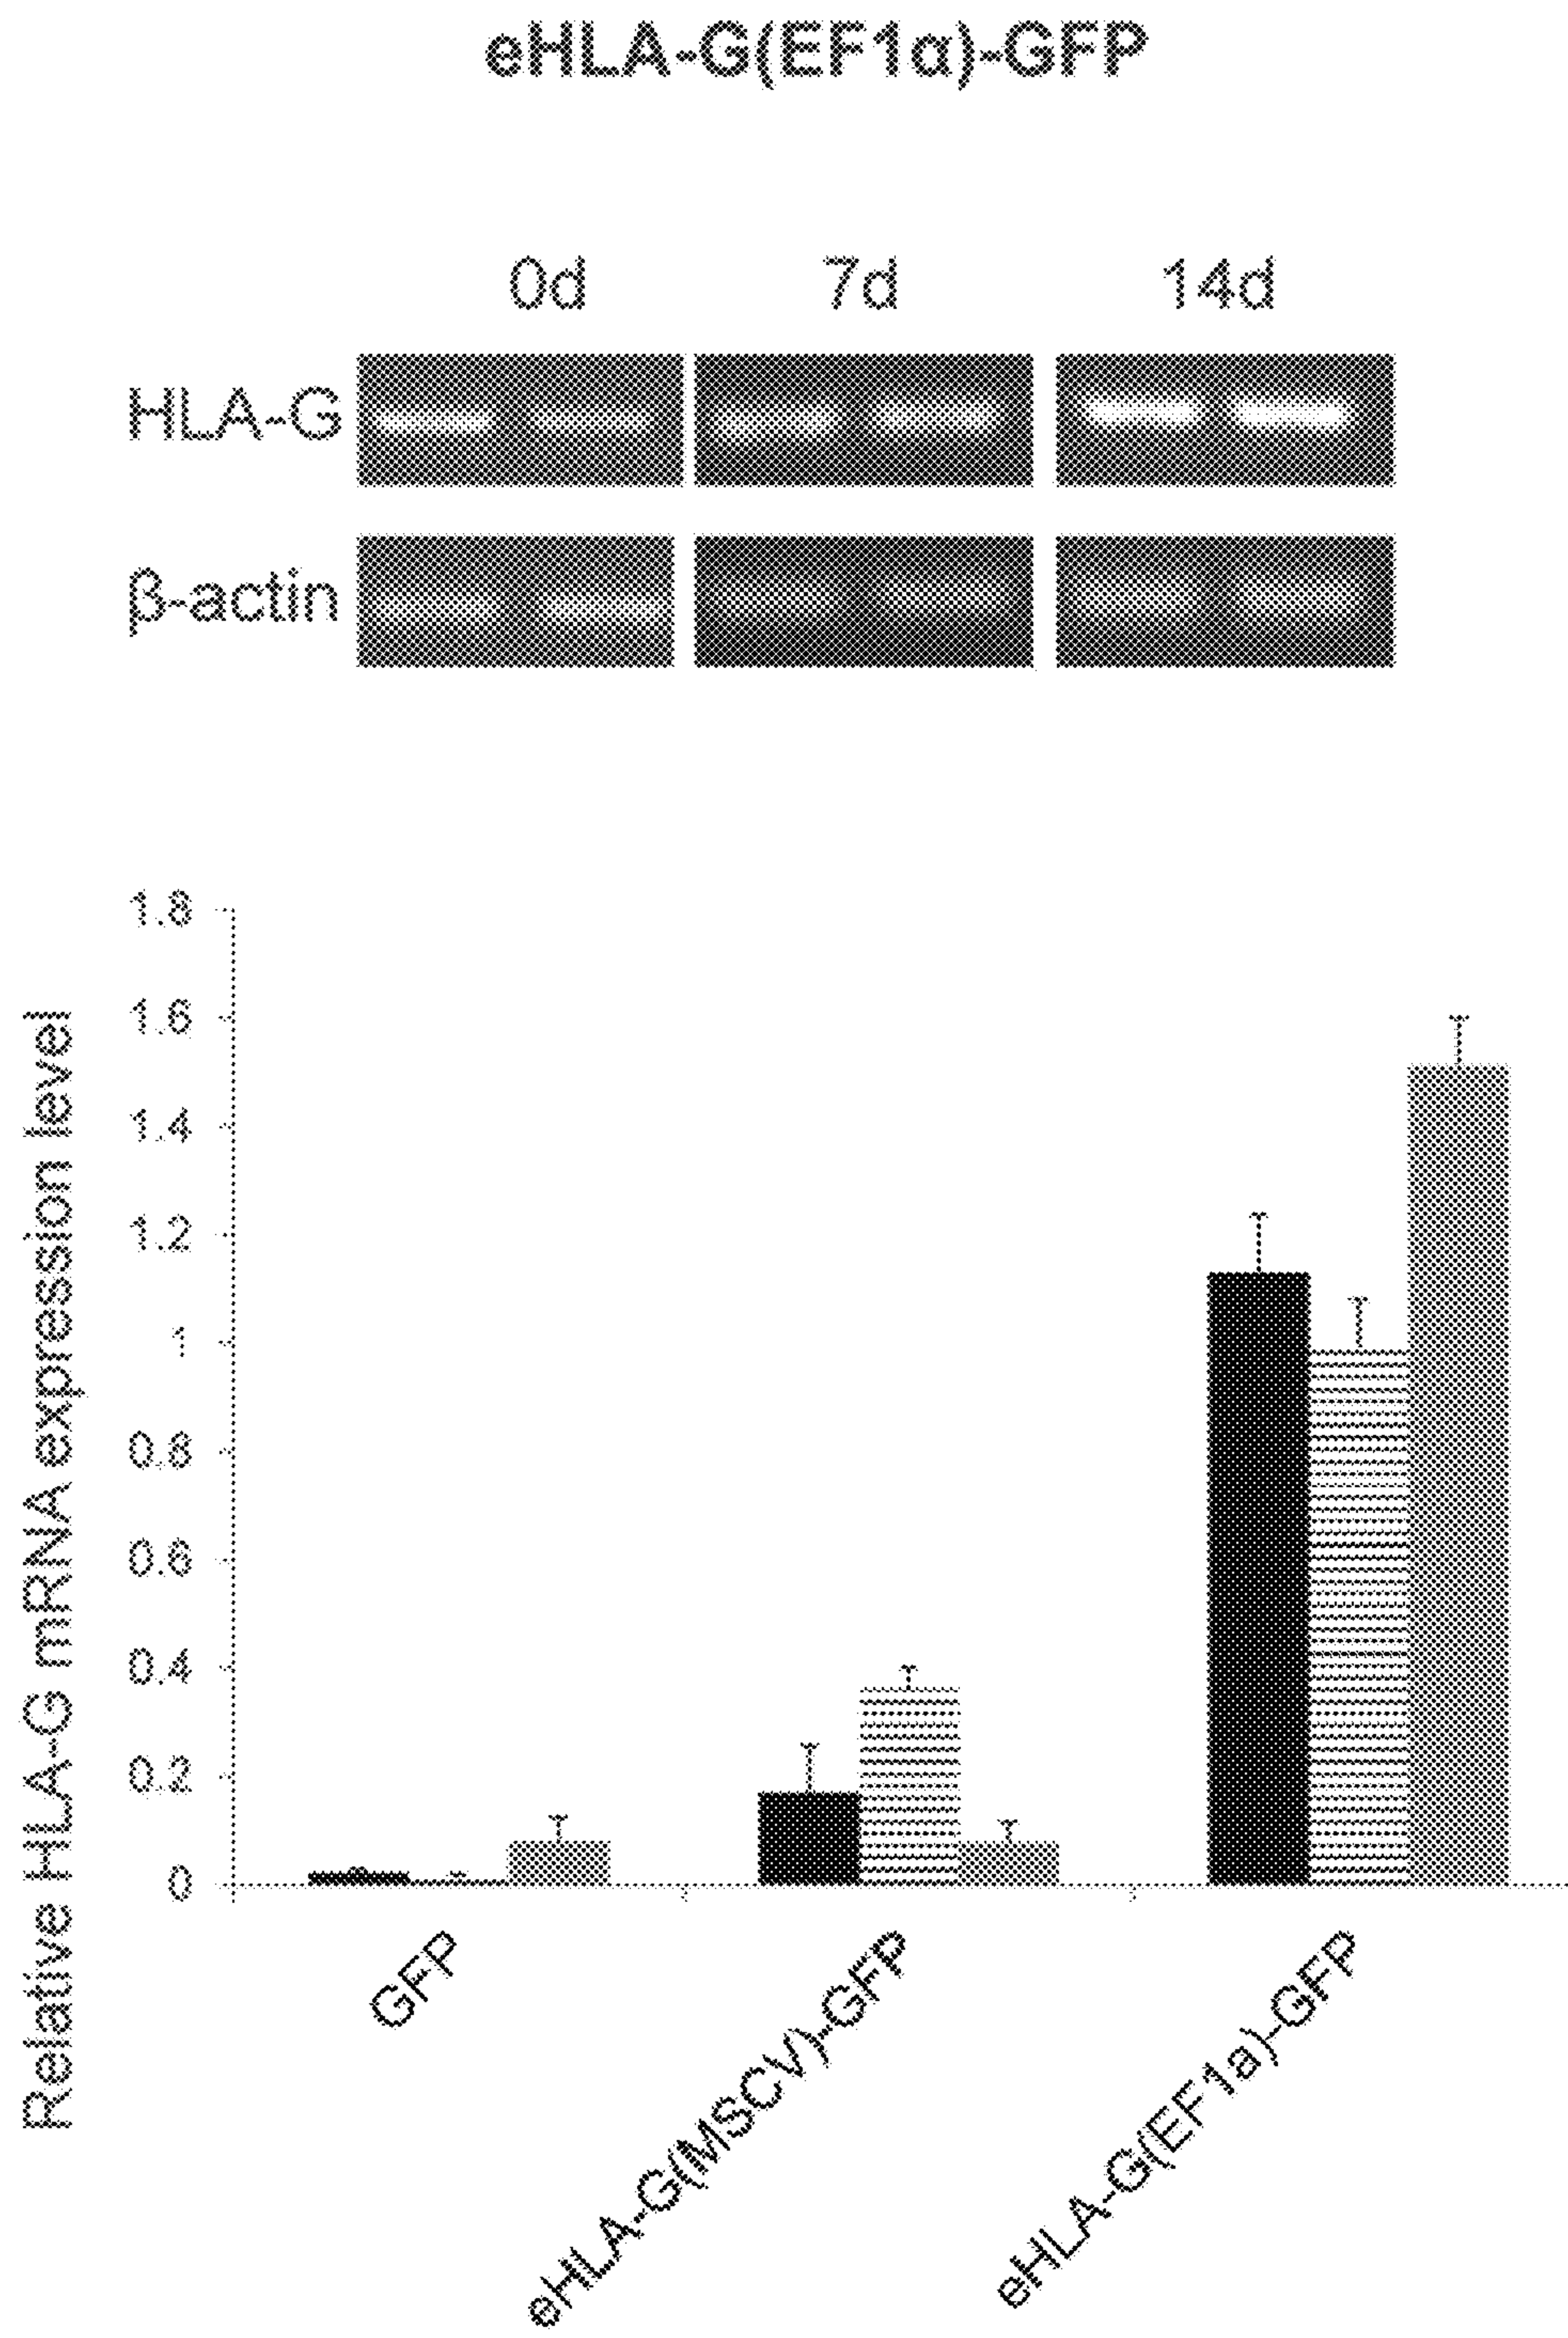 eHLA-G(EF1α)-GFP
0d 7d 14d
HLA-G
β-actin
Relative HLA-G mRNA expression level
1.8
1.6
1.4
1.2
1
0.8
0.6
0.4
0.2
0
GFP
eHLA-G(MSCV)-GFP
eHLA-G(EF1a)-GFP